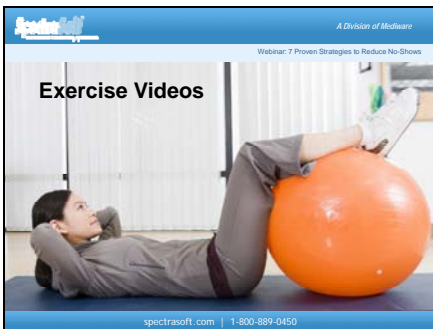 SpectraSoft
A Division of Mediware
Webinar: 7 Proven Strategies to Reduce No-Shows
Exercise Videos
spectrasoft.com | 1-800-889-0450